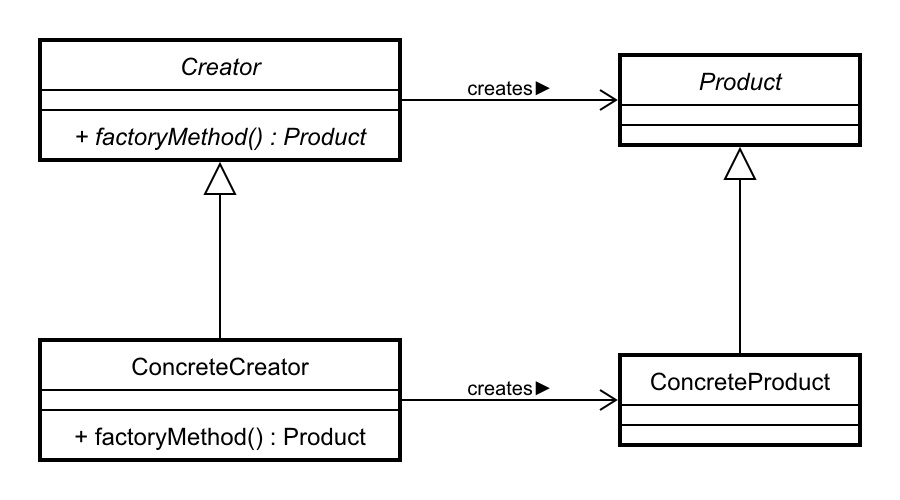 Creator
+ factoryMethod() : Product
creates►
Product
ConcreteCreator
+ factoryMethod() : Product
creates►
ConcreteProduct